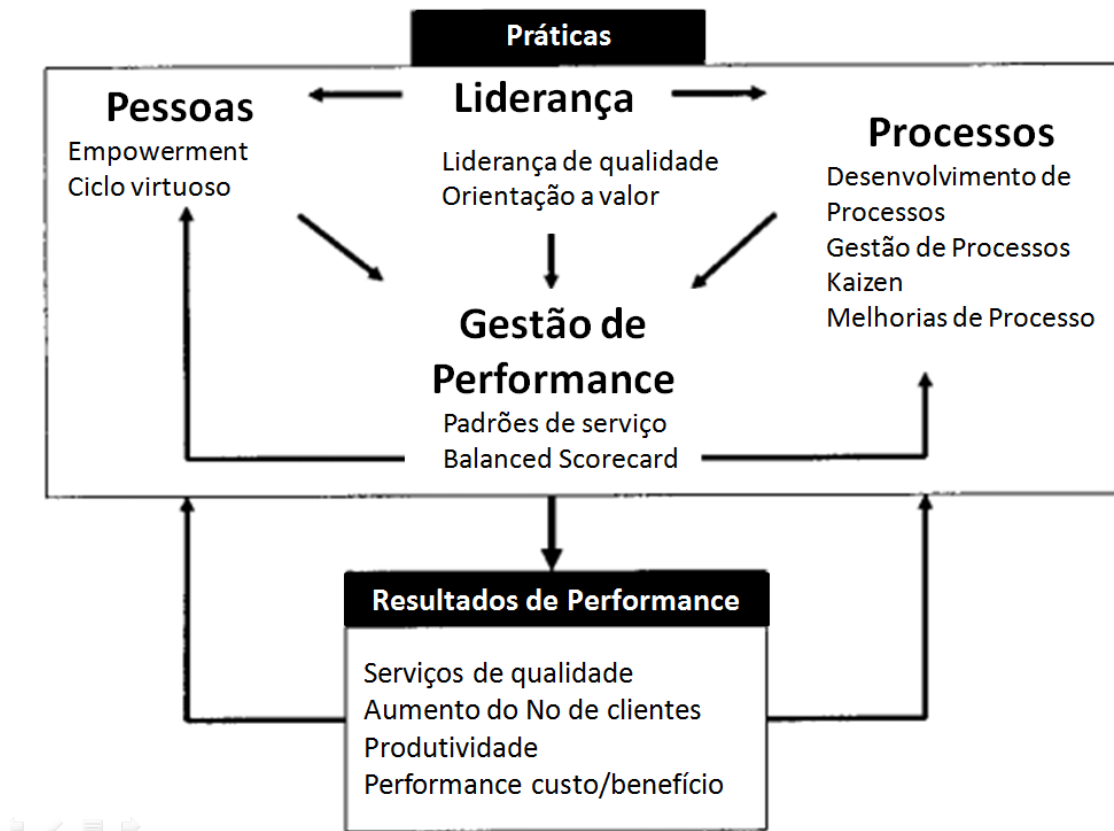 Práticas
Pessoas
Empowerment
Ciclo virtuoso
Liderança
Liderança de qualidade
Orientação a valor
Processos
Desenvolvimento de
Processos
Gestão de Processos
Kaizen
Melhorias de Processo
Gestão de
Performance
Padrões de serviço
Balanced Scorecard
Resultados de Performance
Serviços de qualidade
Aumento do No de clientes
Produtividade
Performance custo/benefício